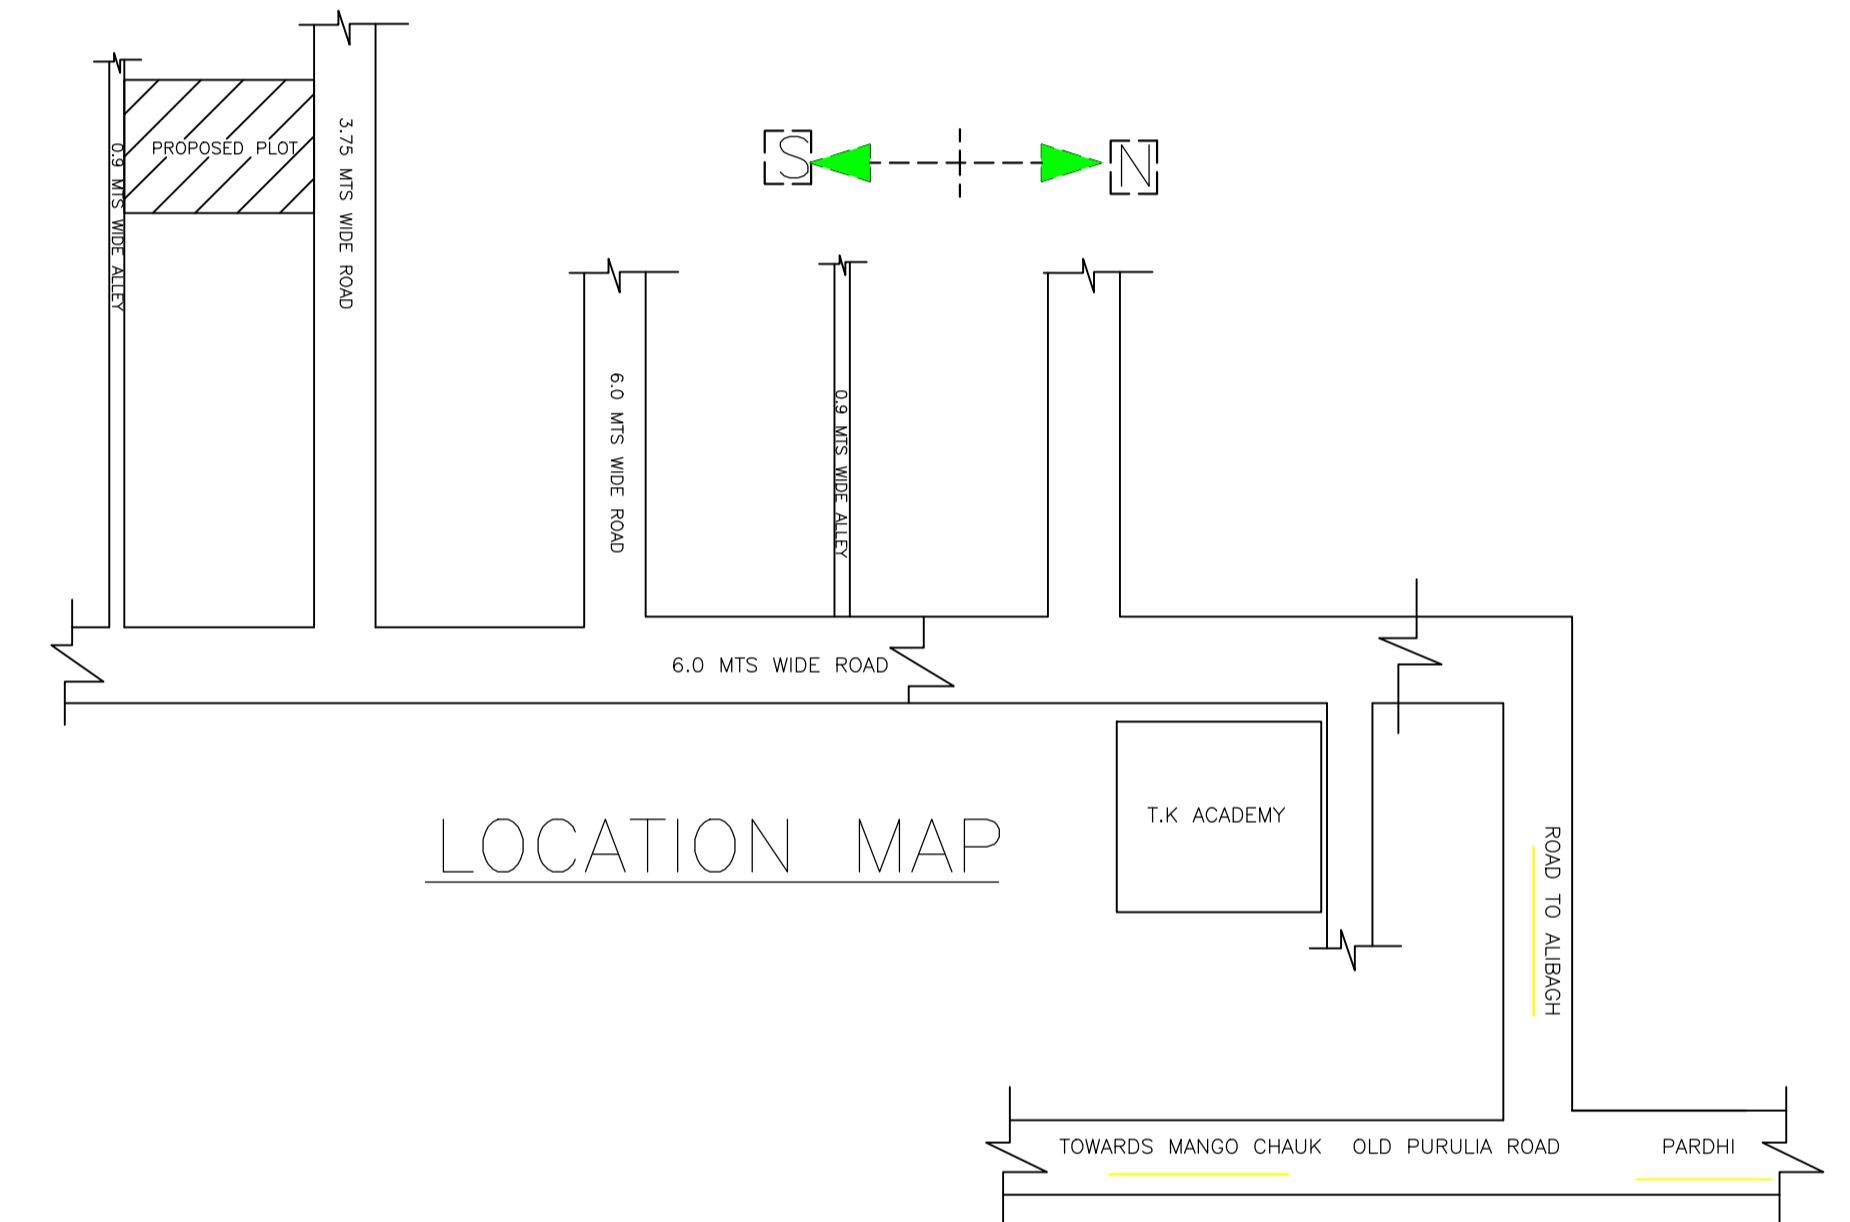 PROPOSED PLOT
0.9 MTS WIDE ALLEY
3.75 MTS WIDE ROAD
S
N
6.0 MTS WIDE ROAD
0.9 MTS WIDE ALLEY
6.0 MTS WIDE ROAD
T.K ACADEMY
LOCATION MAP
ROAD TO ALIBAGH
TOWARDS MANGO CHAUK
OLD PURULIA ROAD
PARDHI